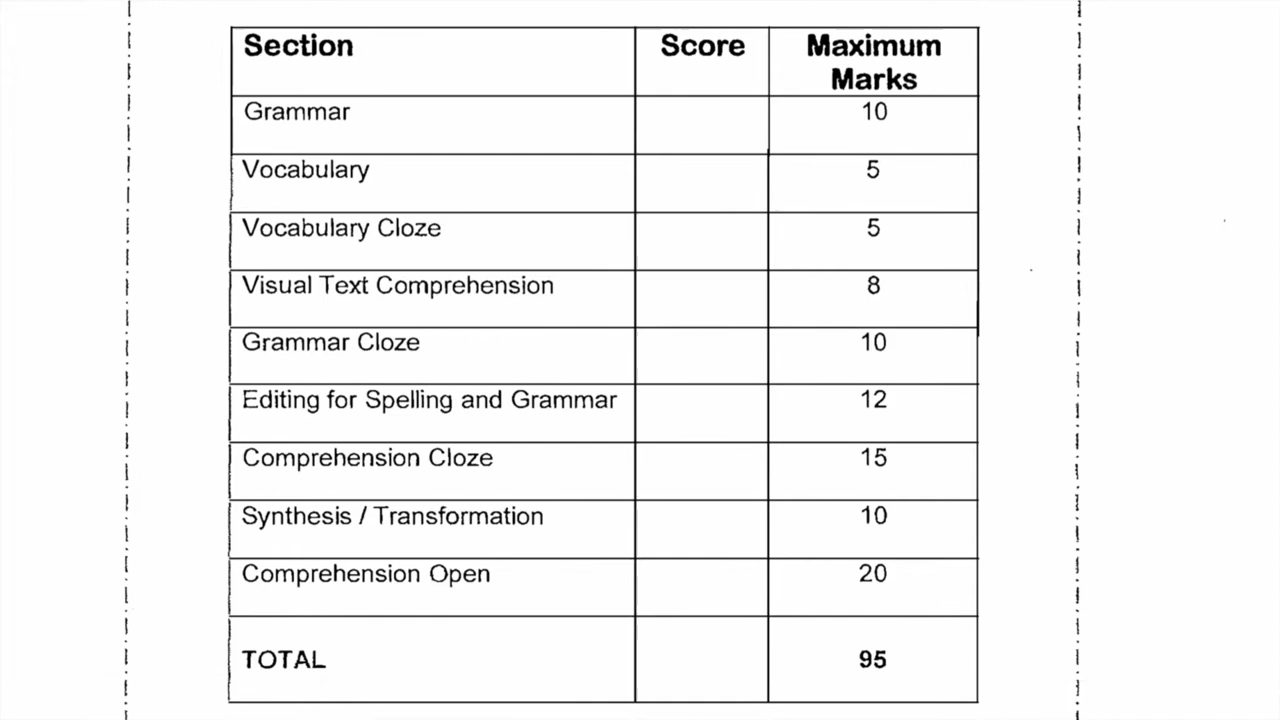 Section Score Maximum
Marks
Grammar 10
Vocabulary 5
Vocabulary Cloze 5
Visual Text Comprehension 8
Grammar Cloze 10
Editing for Spelling and Grammar 12
Comprehension Cloze 15
Synthesis / Transformation 10
Comprehension Open 20
TOTAL 95